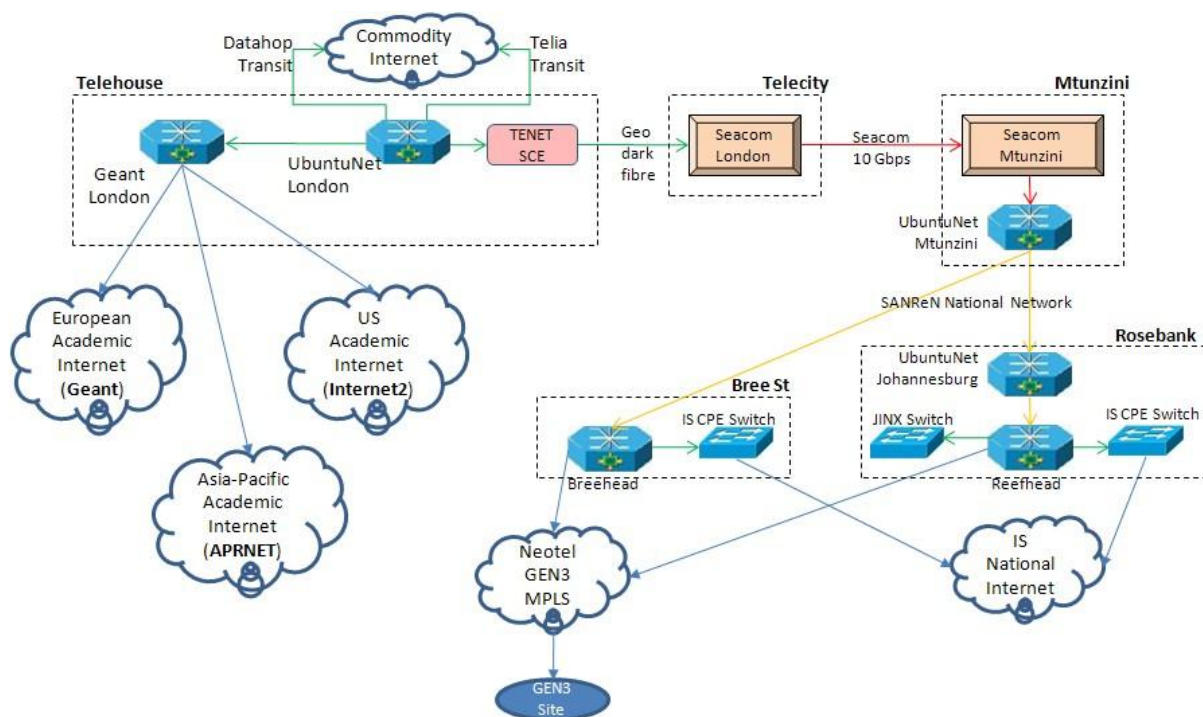 Datahop
Transit
Commodity
Internet
Telia
Transit
Telehouse
Telecity
Mtunzini
TENET
SCE
Geo
dark
fibre
Seacom
London
Seacom
10 Gbps
Seacom
Mtunzini
Geant
London
UbuntuNet
London
UbuntuNet
Mtunzini
SANReN National Network
European
Academic
Internet
(Geant)
US
Academic
Internet
(Internet2)
Asia-Pacific
Academic
Internet
(APRNET)
Rosebank
UbuntuNet
Johannesburg
Bree St
IS CPE Switch
Breehead
JINX Switch
IS CPE Switch
Reefhead
Neotel
GEN3
MPLS
IS
National
Internet
GEN3
Site